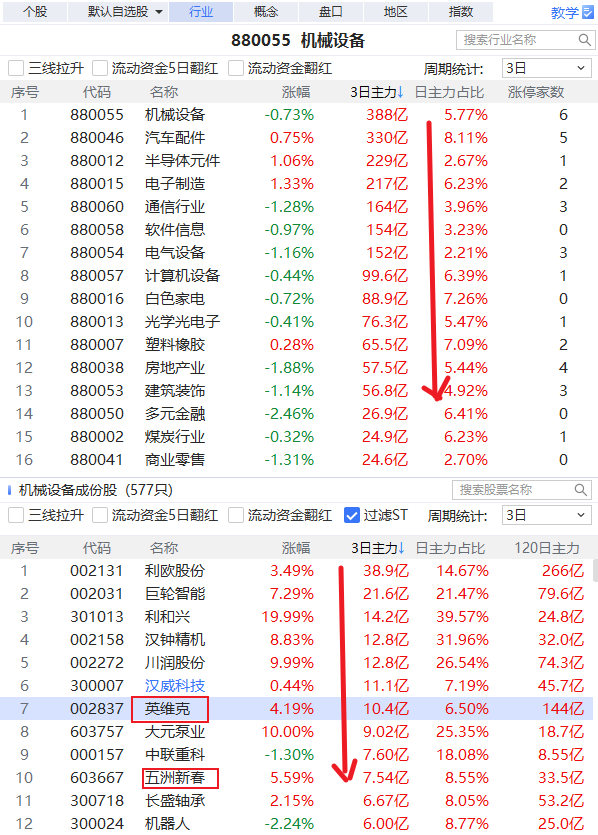 个股 默认自选股 行业 概念 盘口 地区 指数 教学
880055 机械设备 搜索行业名称
三线拉升 流动资金5日翻红 流动资金翻红 周期统计: 3日
序号 代码 名称 涨幅 3日主力↓ 日主力占比 涨停家数
1 880055 机械设备 -0.73% 388亿 5.77% 6
2 880046 汽车配件 0.75% 330亿 8.11% 5
3 880012 半导体元件 1.06% 229亿 2.67% 1
4 880015 电子制造 1.33% 217亿 6.23% 2
5 880060 通信行业 -1.28% 164亿 3.96% 3
6 880058 软件信息 -0.97% 154亿 3.23% 0
7 880054 电气设备 -1.16% 152亿 2.21% 3
8 880057 计算机设备 -0.44% 99.6亿 6.39% 1
9 880016 白色家电 -0.72% 88.9亿 7.26% 0
10 880013 光学光电子 -0.41% 76.3亿 5.47% 1
11 880007 塑料橡胶 0.28% 65.5亿 7.09% 2
12 880038 房地产业 -1.88% 57.5亿 5.44% 4
13 880053 建筑装饰 -1.14% 56.8亿 4.92% 3
14 880050 多元金融 -2.46% 26.9亿 6.41% 0
15 880002 煤炭行业 -0.32% 24.9亿 6.23% 1
16 880041 商业零售 -1.31% 24.6亿 2.70% 0
机械设备成份股 (577只) 搜索股票名称
三线拉升 流动资金5日翻红 流动资金翻红 过滤ST 周期统计: 3日
序号 代码 名称 涨幅 3日主力↓ 日主力占比 120日主力
1 002131 利欧股份 3.49% 38.9亿 14.67% 266亿
2 002031 巨轮智能 7.29% 21.6亿 21.47% 79.6亿
3 301013 利和兴 19.99% 14.2亿 39.57% 24.8亿
4 002158 汉钟精机 8.83% 12.8亿 31.96% 32.0亿
5 002272 川润股份 9.99% 12.8亿 26.54% 74.3亿
6 300007 汉威科技 0.44% 11.1亿 7.19% 45.7亿
7 002837 英维克 4.19% 10.4亿 6.50% 144亿
8 603757 大元泵业 10.00% 9.02亿 25.35% 18.7亿
9 000157 中联重科 -1.30% 7.60亿 18.08% 8.55亿
10 603667 五洲新春 5.59% 7.54亿 8.55% 33.5亿
11 300718 长盛轴承 2.15% 6.67亿 8.05% 53.2亿
12 300024 机器人 -2.24% 6.00亿 8.77% 25.0亿